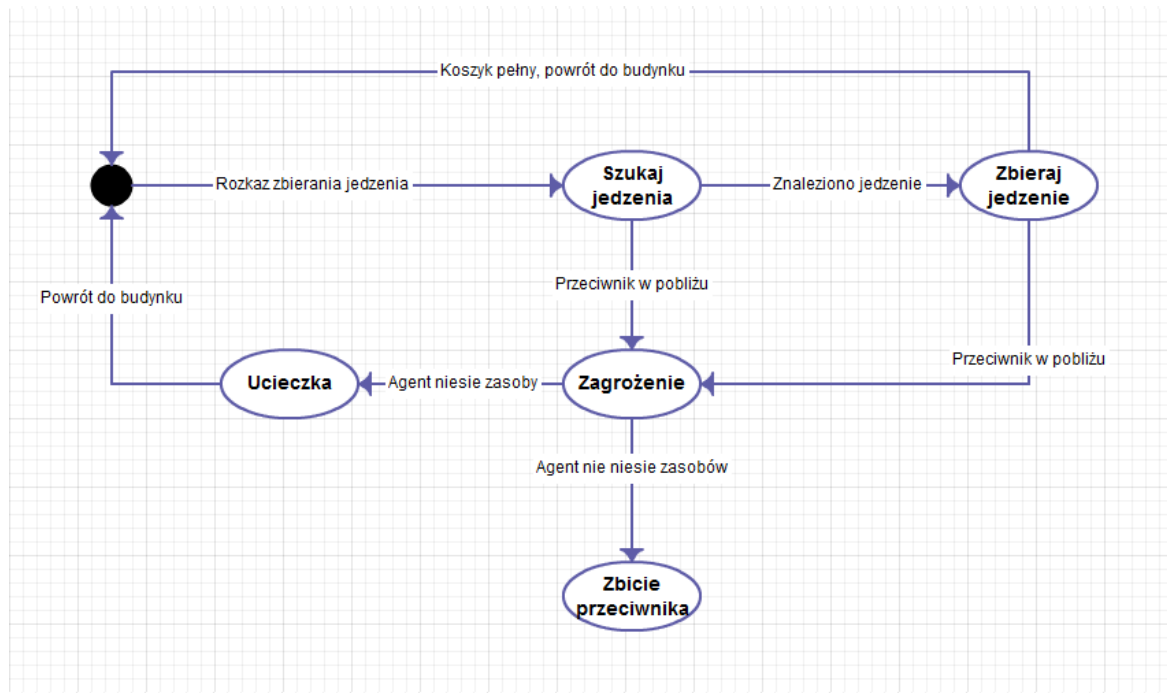 Koszyk pełny, powrót do budynku
Rozkaz zbierania jedzenia
Szukaj
jedzenia
Znaleziono jedzenie
Zbieraj
jedzenie
Przeciwnik w pobliżu
Powrót do budynku
Przeciwnik w pobliżu
Ucieczka
Agent niesie zasoby
Zagrożenie
Agent nie niesie zasobów
Zbicie
przeciwnika